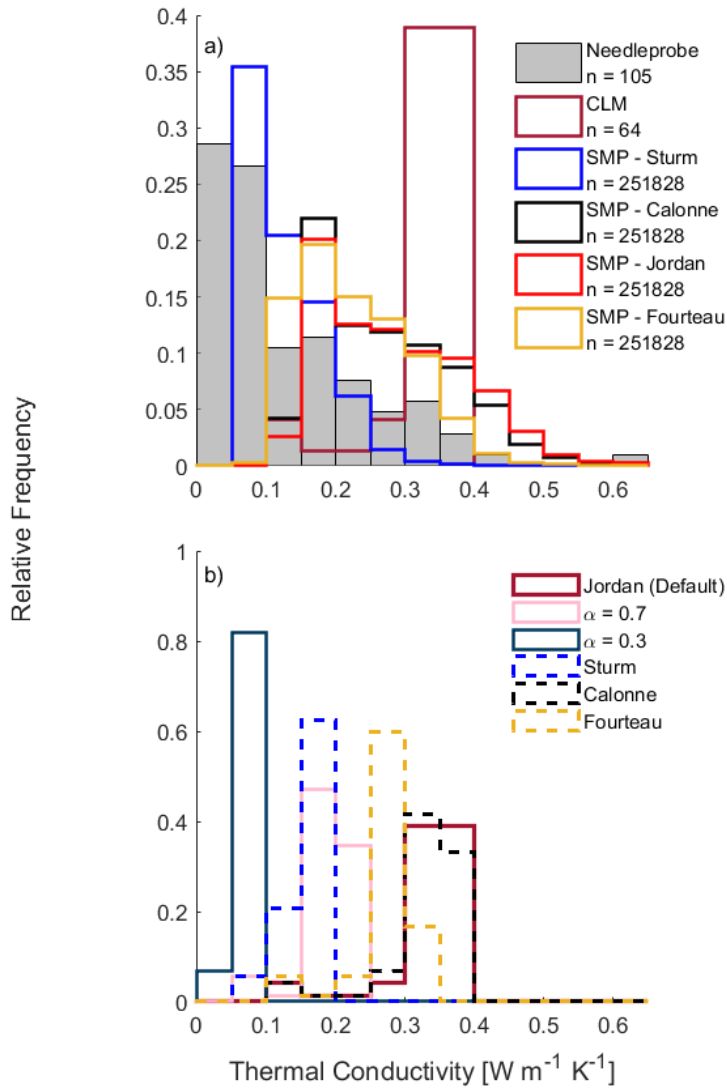 Relative Frequency
a)
0.4
0.35
0.3
0.25
0.2
0.15
0.1
0.05
0
0 0.1 0.2 0.3 0.4 0.5 0.6
Needleprobe
n = 105
CLM
n = 64
SMP - Sturm
n = 251828
SMP - Calonne
n = 251828
SMP - Jordan
n = 251828
SMP - Fourteau
n = 251828
b)
1
0.8
0.6
0.4
0.2
0
0 0.1 0.2 0.3 0.4 0.5 0.6
Jordan (Default)
α = 0.7
α = 0.3
Sturm
Calonne
Fourteau
Thermal Conductivity [W m⁻¹ K⁻¹]